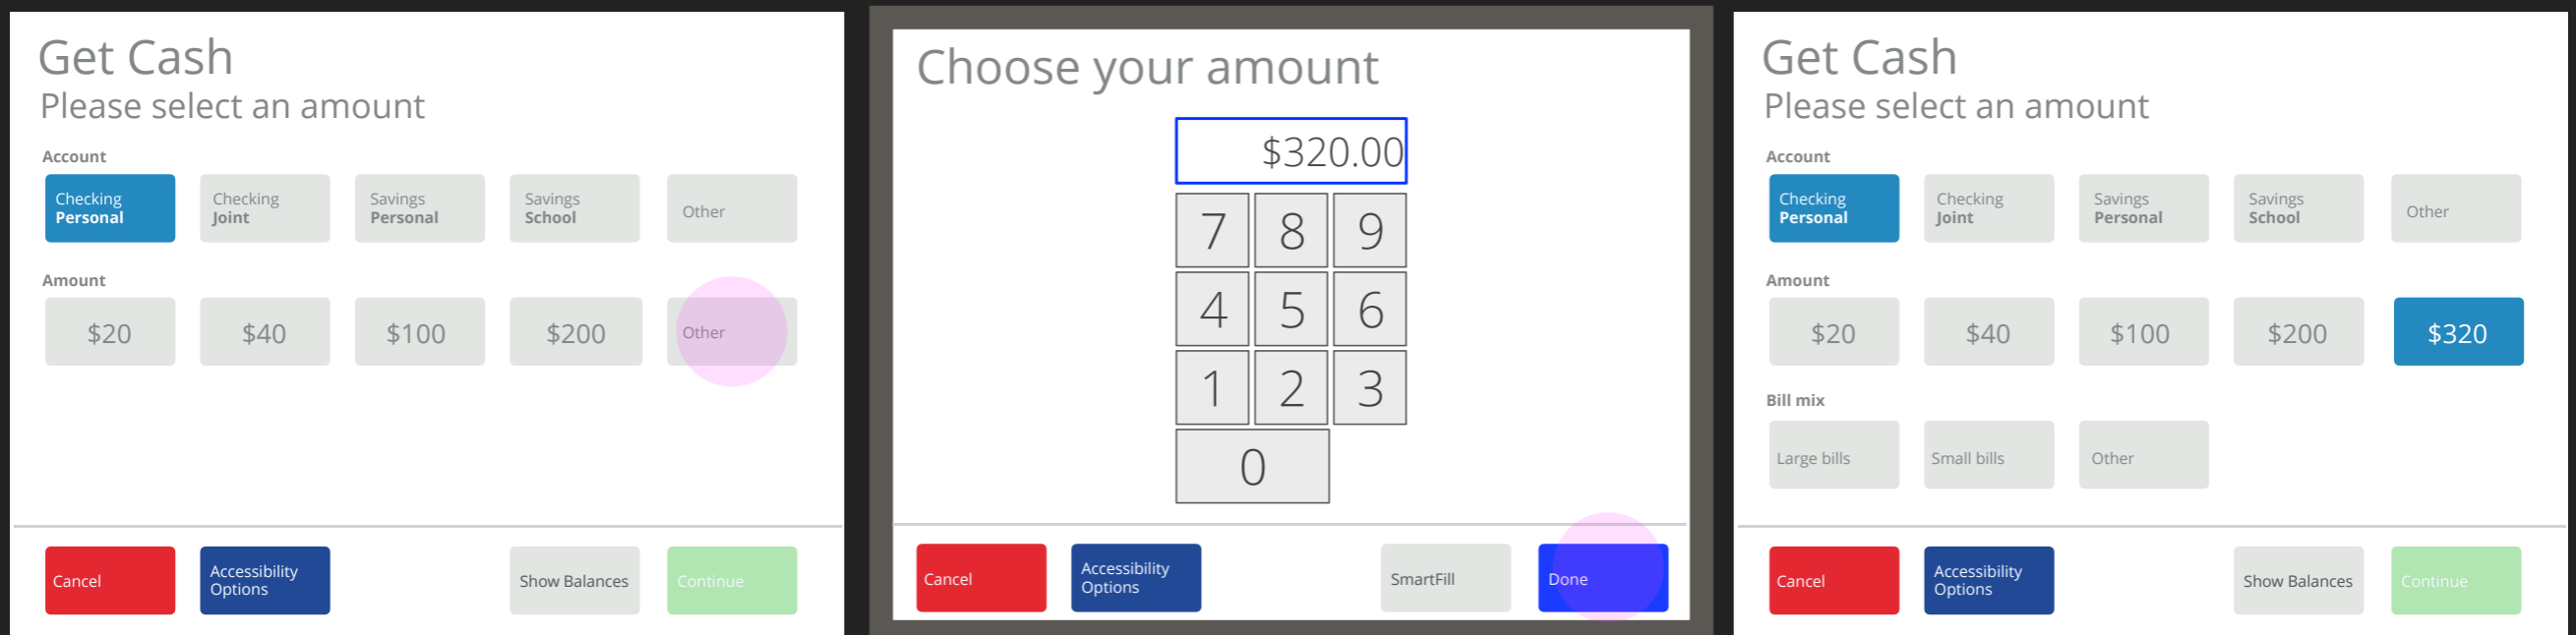 Get Cash
Please select an amount
Account
Checking
Personal
Checking
Joint
Savings
Personal
Savings
School
Other
Amount
$20
$40
$100
$200
Other
Cancel
Accessibility
Options
Show Balances
Continue
Choose your amount
$320.00
7
8
9
4
5
6
1
2
3
0
Cancel
Accessibility
Options
SmartFill
Done
Get Cash
Please select an amount
Account
Checking
Personal
Checking
Joint
Savings
Personal
Savings
School
Other
Amount
$20
$40
$100
$200
$320
Bill mix
Large bills
Small bills
Other
Cancel
Accessibility
Options
Show Balances
Continue